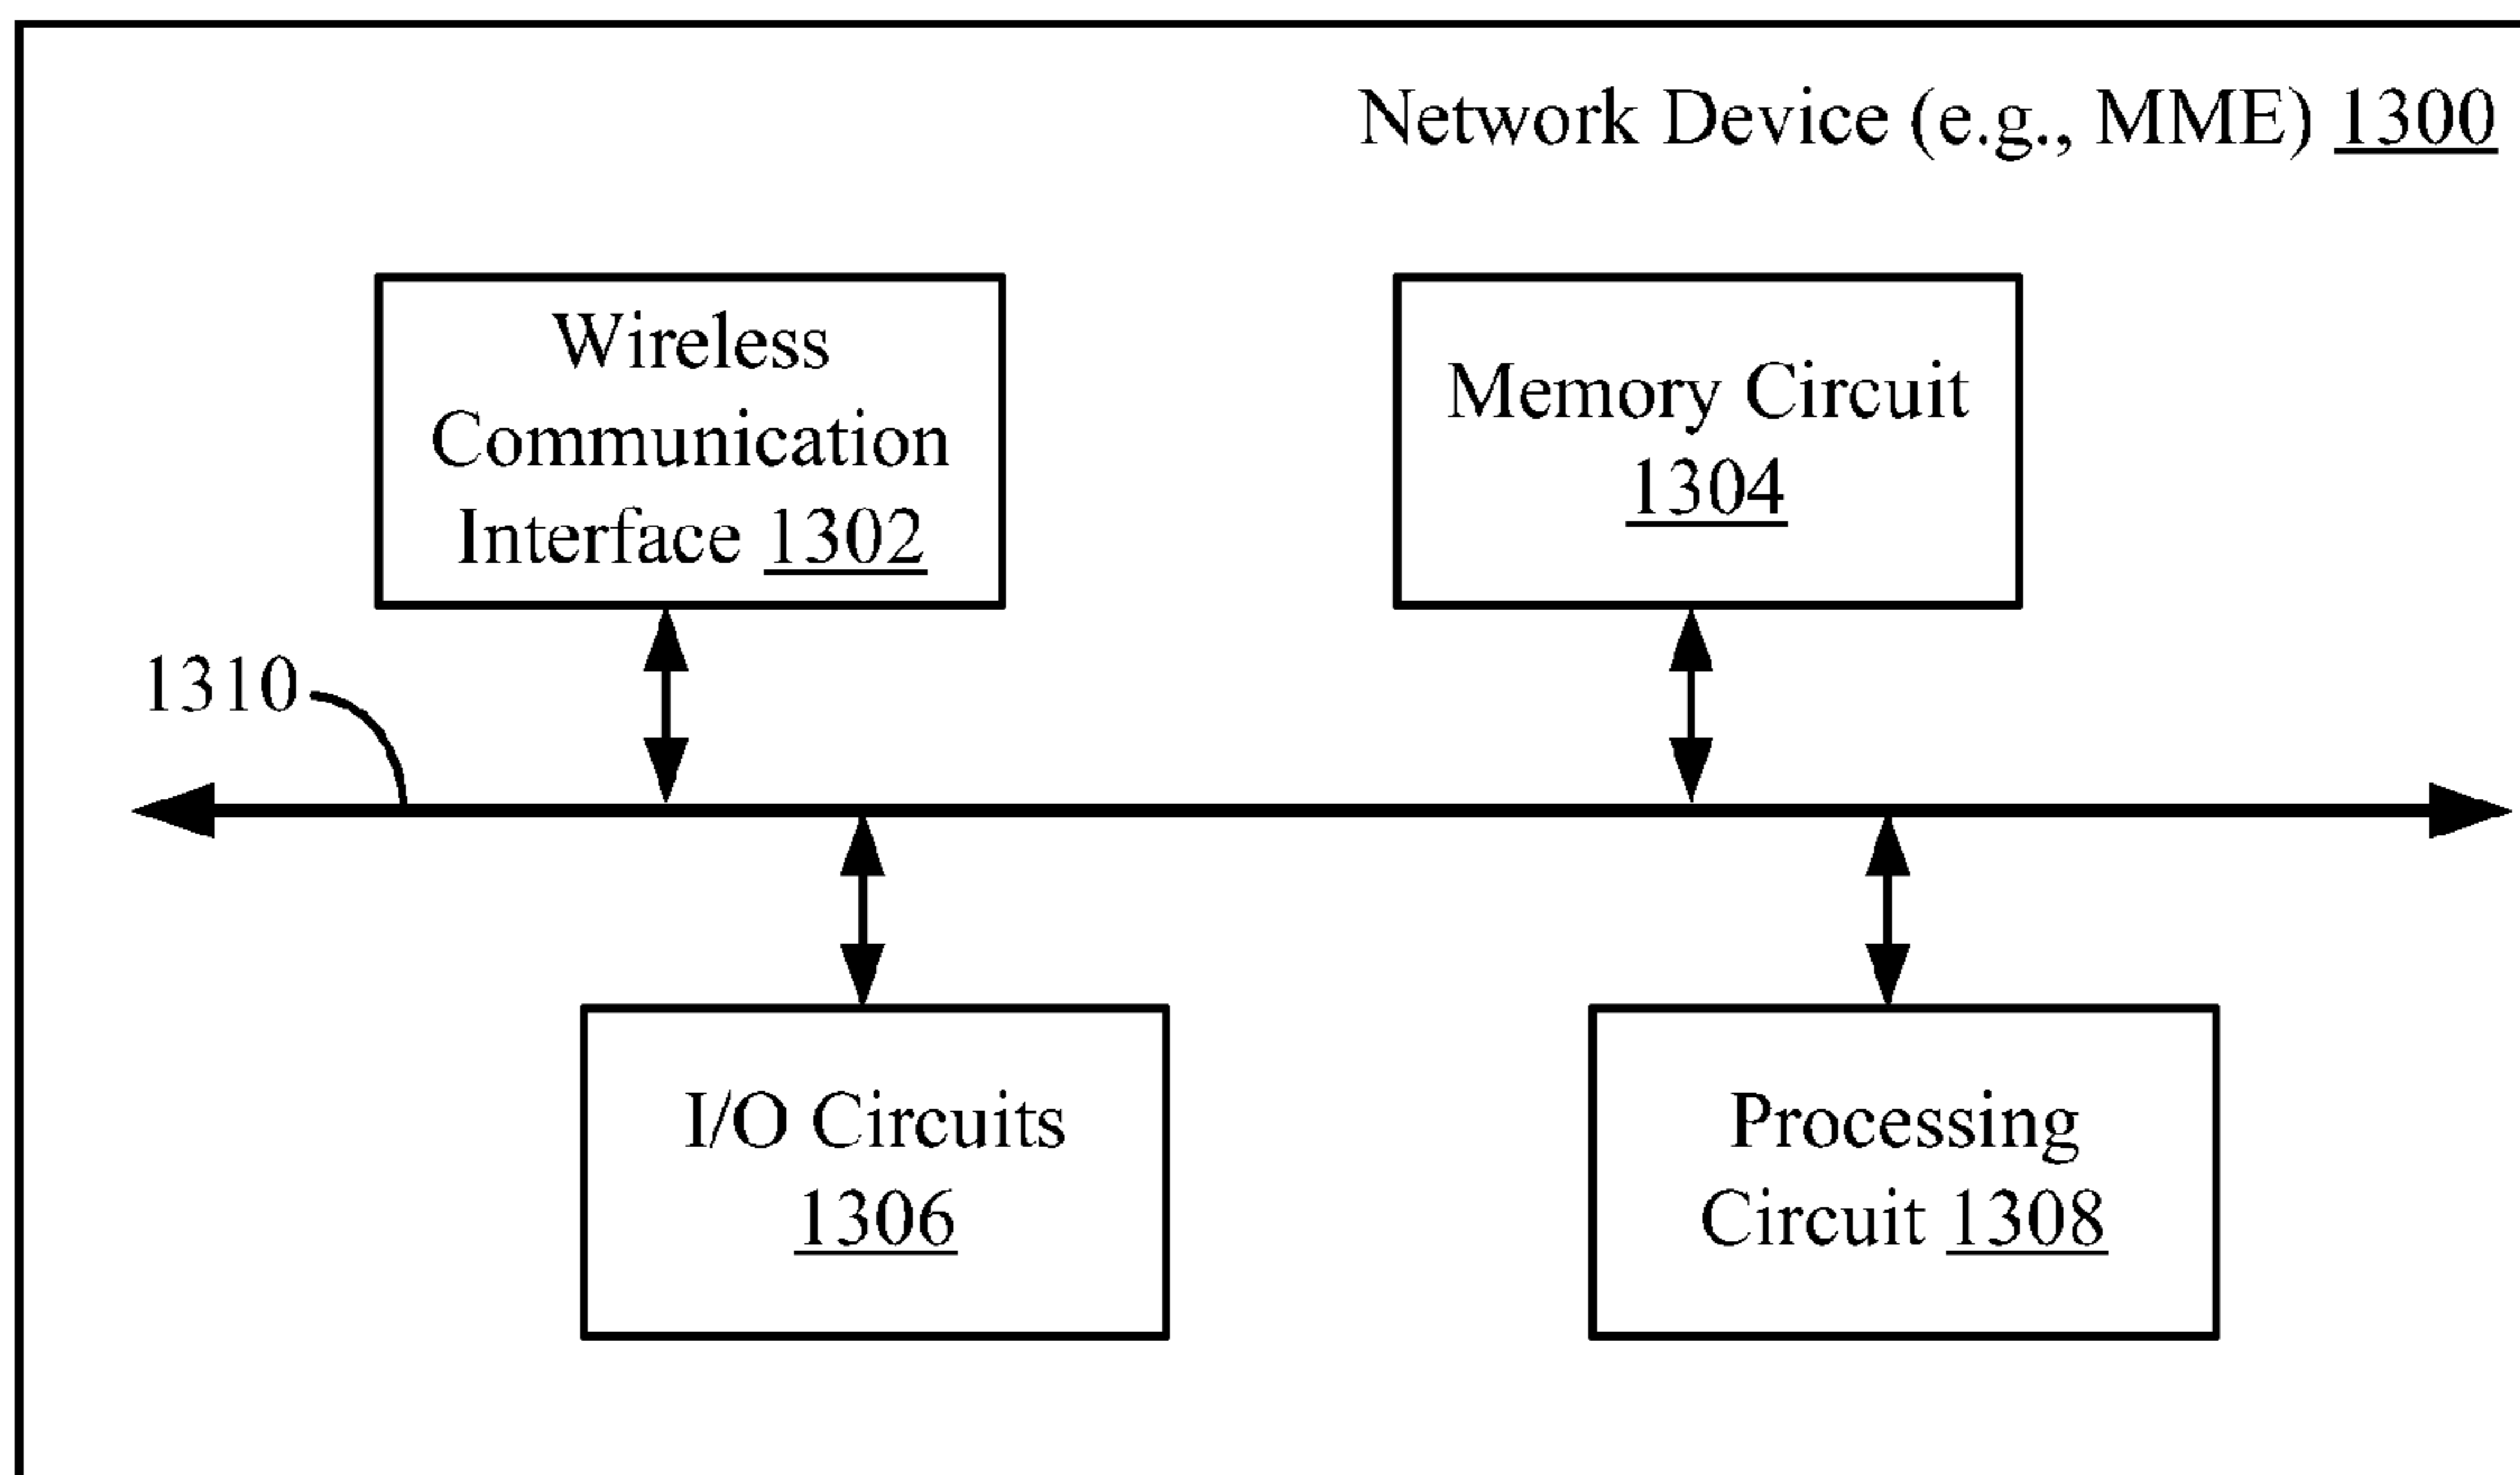 Network Device (e.g., MME) 1300
Wireless
Communication
Interface 1302
Memory Circuit
1304
1310
I/O Circuits
1306
Processing
Circuit 1308